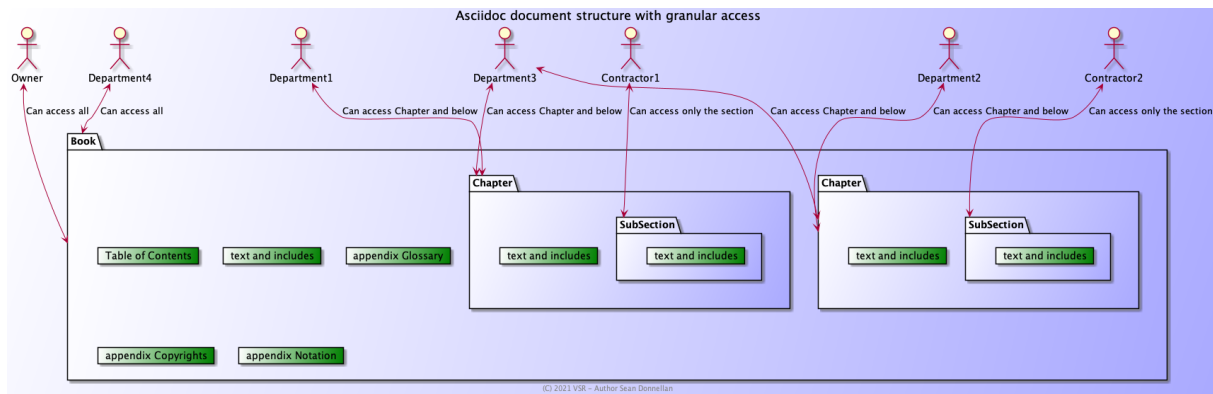 Asciidoc document structure with granular access
Owner
Department4
Department1
Department3
Contractor1
Department2
Contractor2
Can access all
Can access all
Can access Chapter and below
Can access Chapter and below
Can access only the section
Can access Chapter and below
Can access Chapter and below
Can access only the section
Book
Chapter
Chapter
SubSection
SubSection
Table of Contents
text and includes
appendix Glossary
text and includes
text and includes
text and includes
text and includes
appendix Copyrights
appendix Notation
(C) 2021 VSR - Author Sean Donnellan